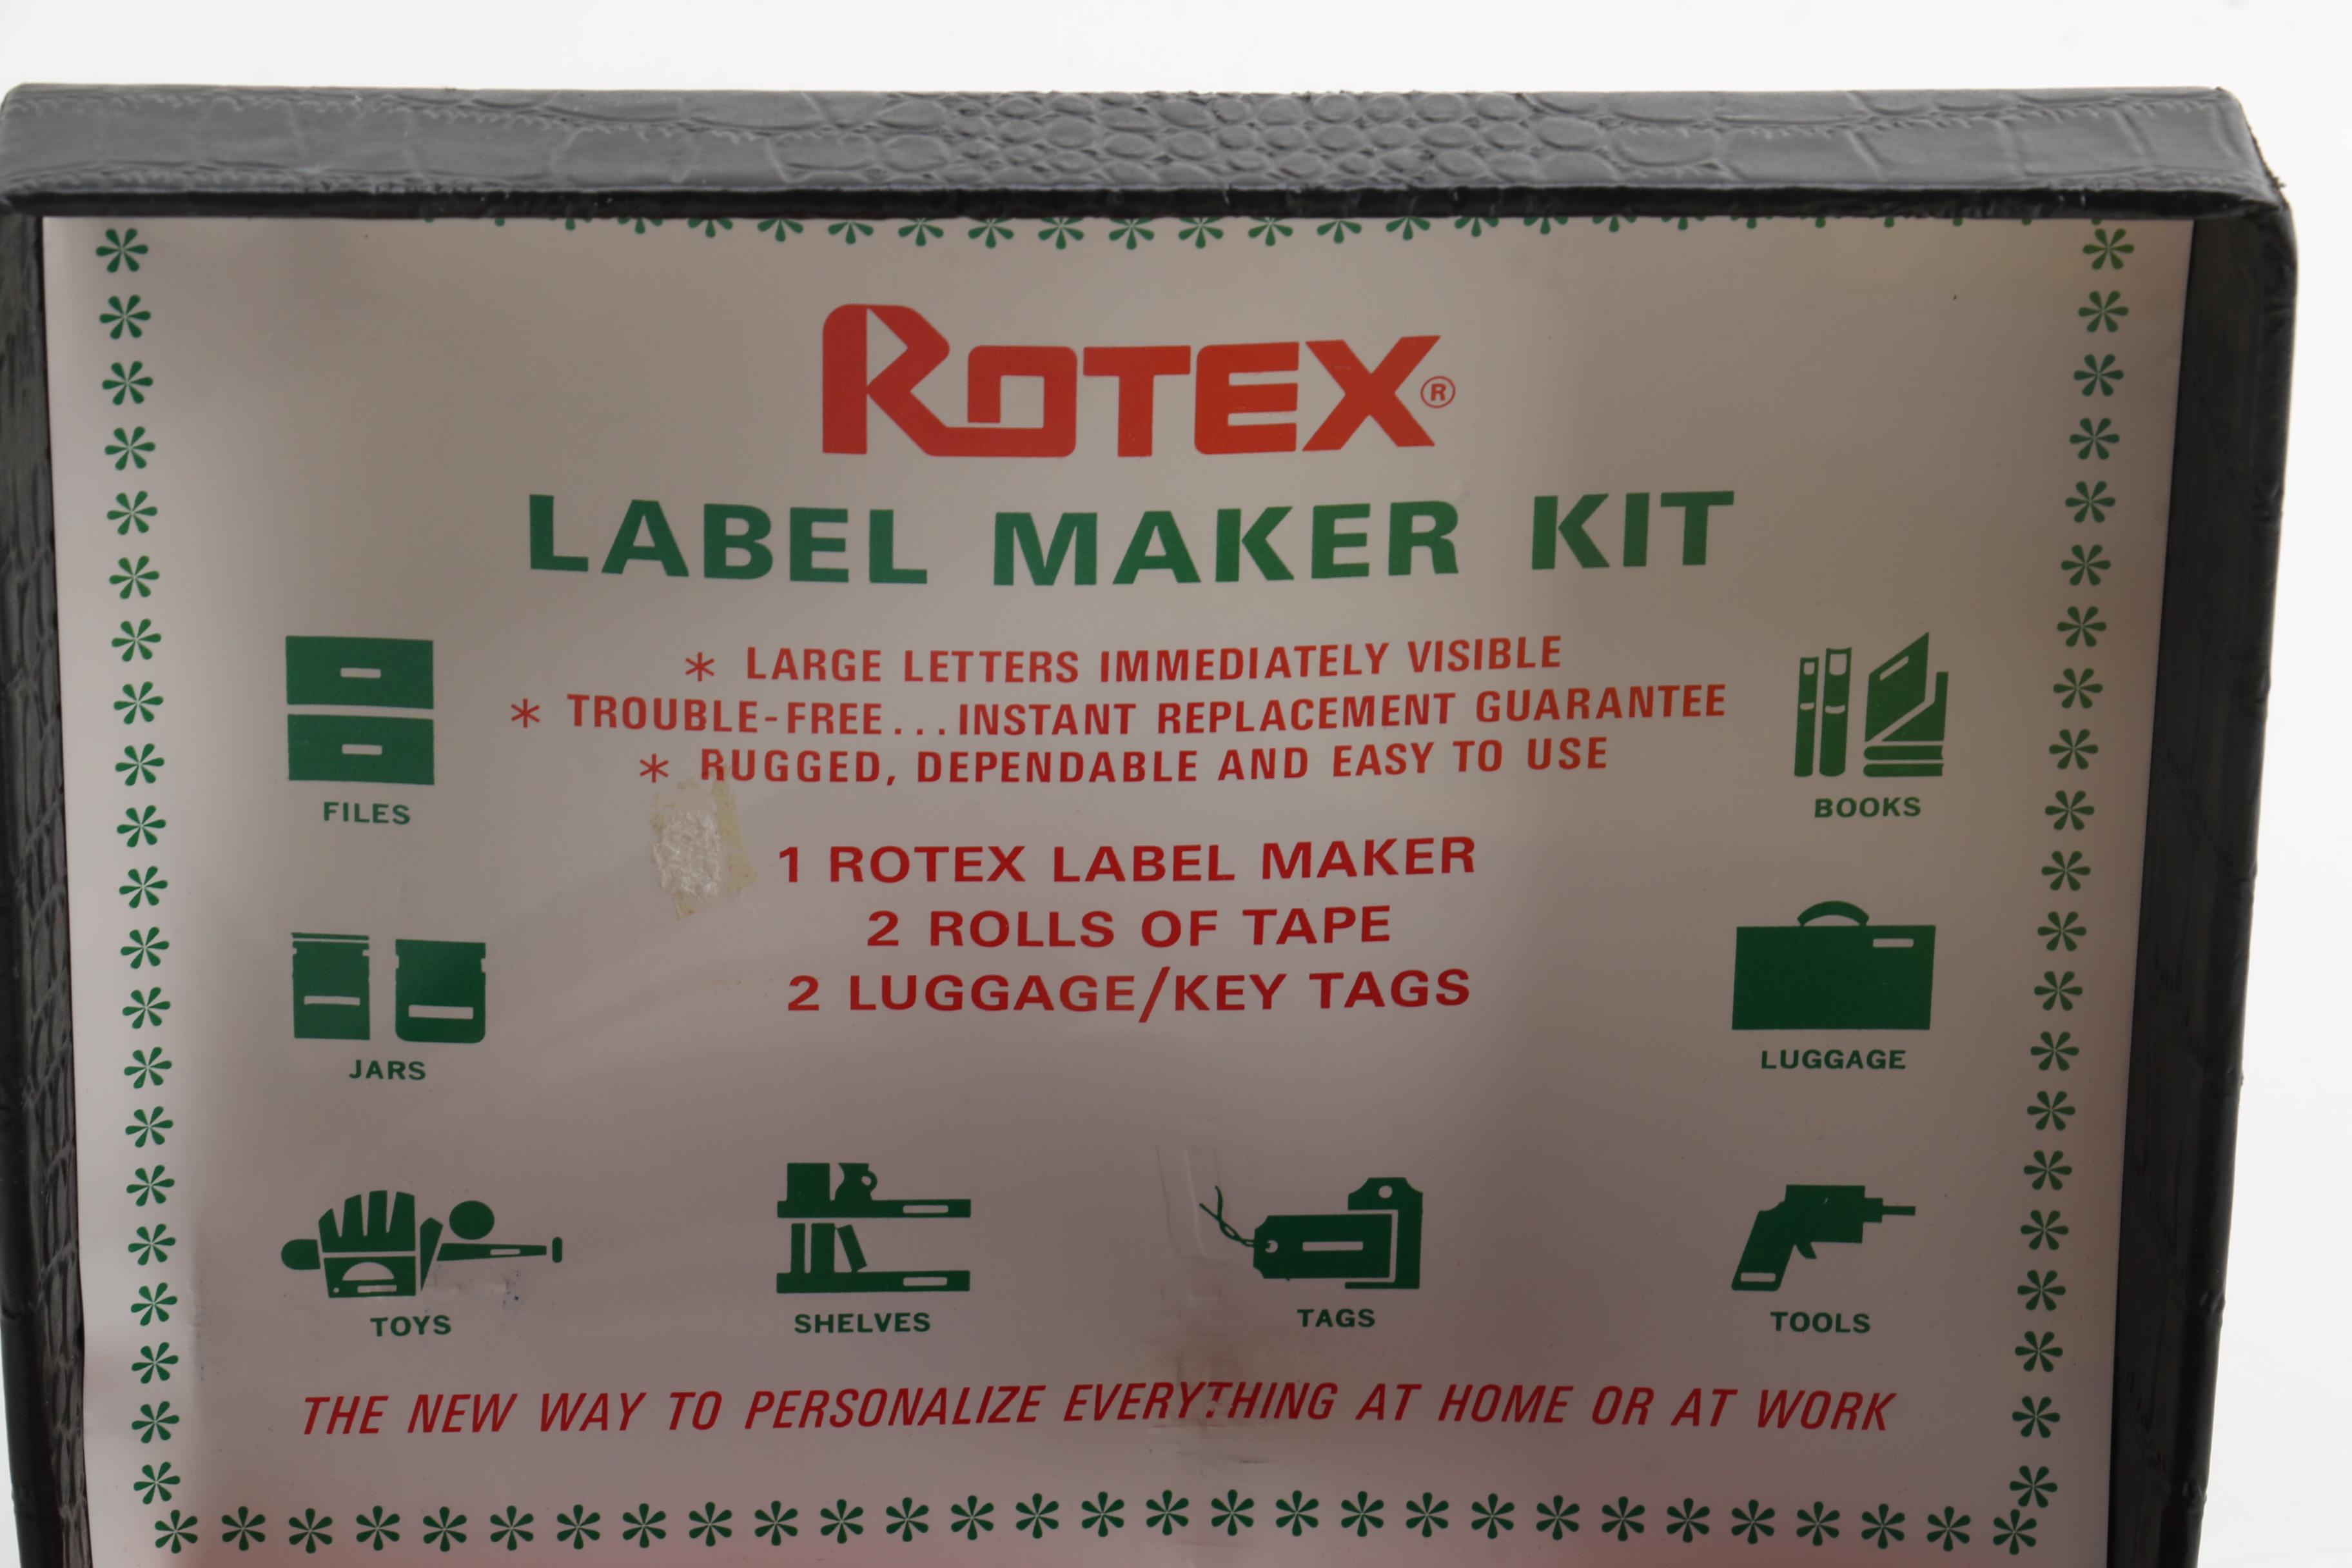 ROTEX®
LABEL MAKER KIT
* LARGE LETTERS IMMEDIATELY VISIBLE
* TROUBLE-FREE...INSTANT REPLACEMENT GUARANTEE
* RUGGED, DEPENDABLE AND EASY TO USE
FILES
BOOKS
1 ROTEX LABEL MAKER
2 ROLLS OF TAPE
2 LUGGAGE/KEY TAGS
JARS
LUGGAGE
TOYS
SHELVES
TAGS
TOOLS
THE NEW WAY TO PERSONALIZE EVERYTHING AT HOME OR AT WORK